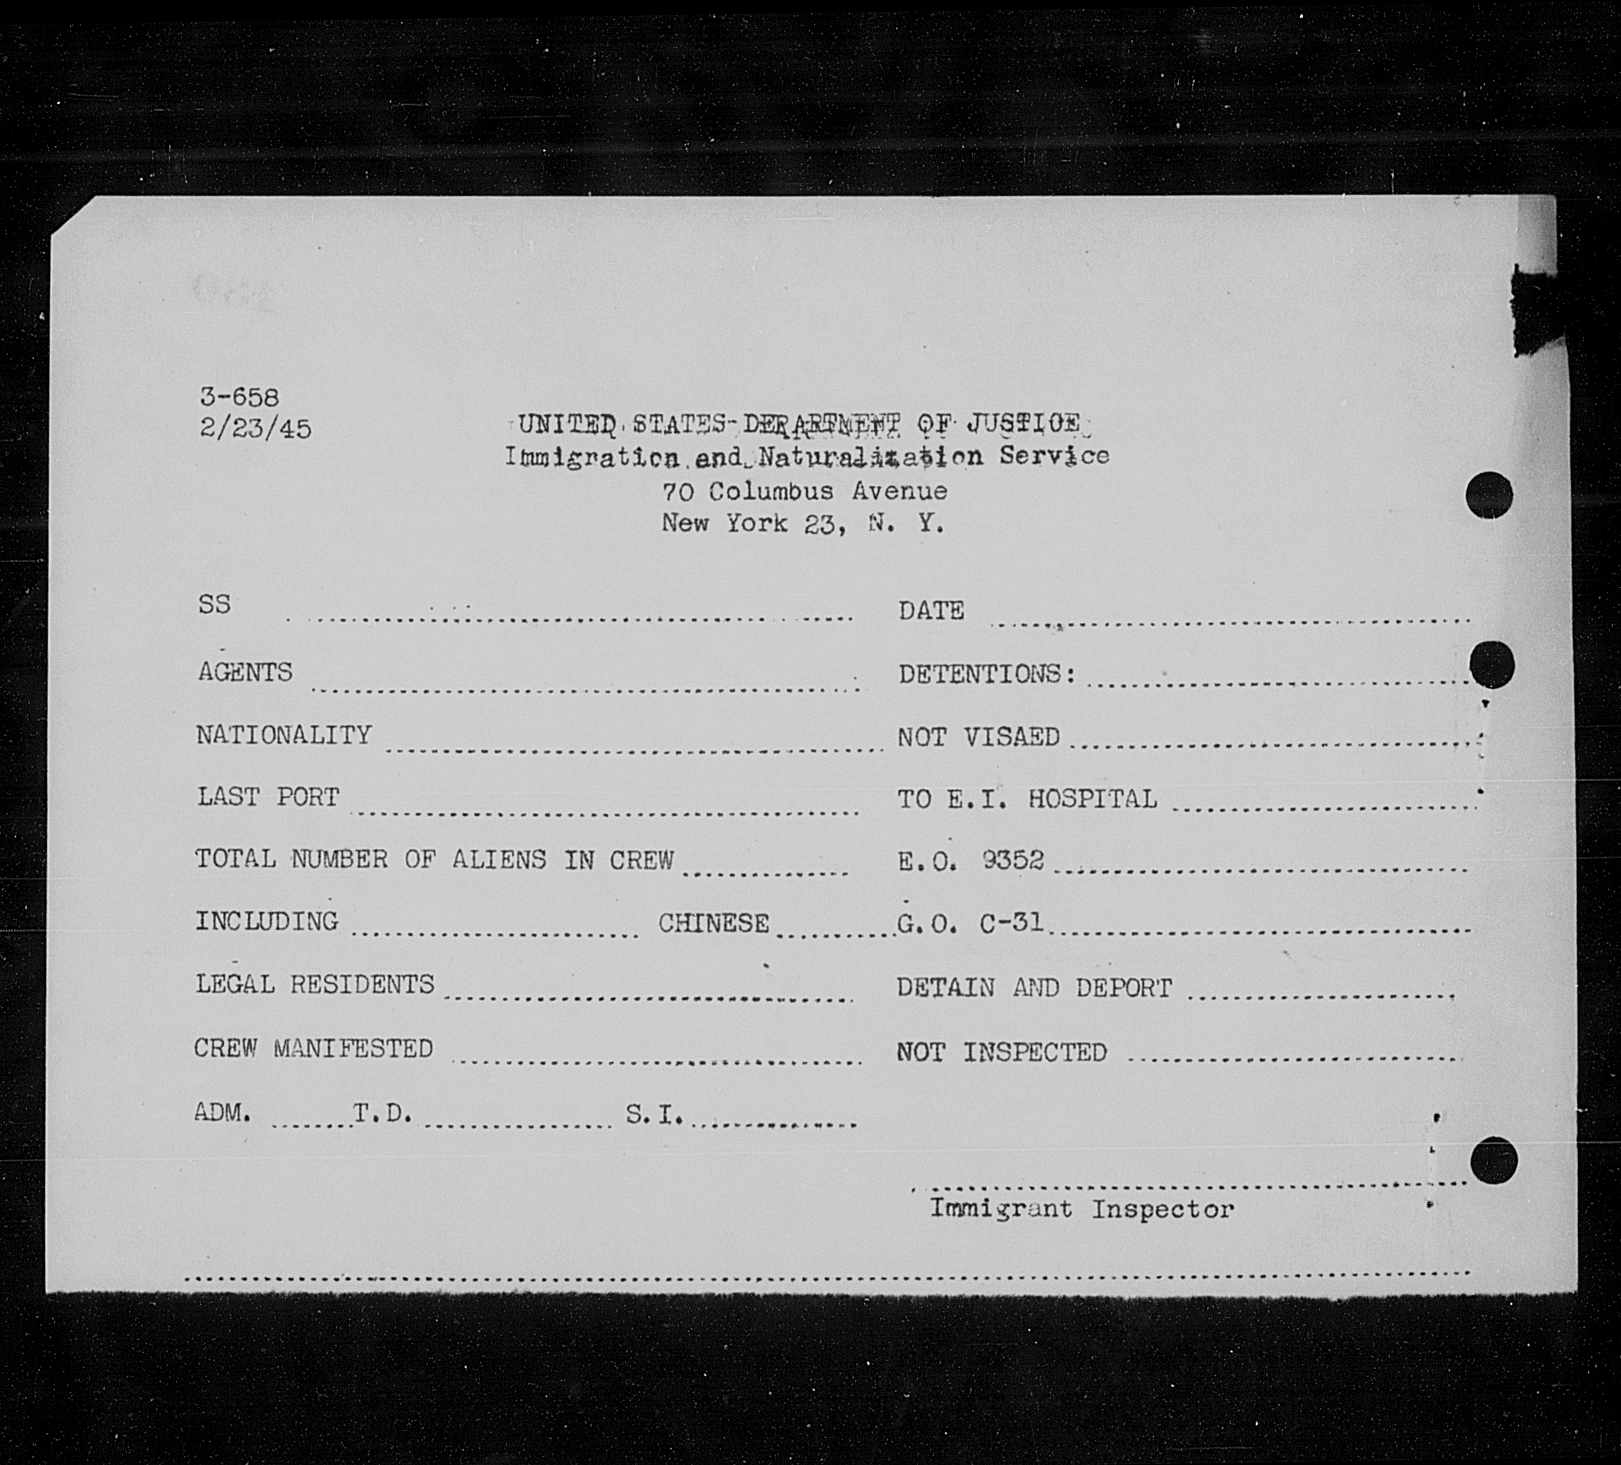 3-658
2/23/45
UNITED STATES DEPARTMENT OF JUSTICE
Immigration and Naturalization Service
70 Columbus Avenue
New York 23, N. Y.
SS ........ DATE ........
AGENTS ........ DETENTIONS: ........
NATIONALITY ........ NOT VISAED ........
LAST PORT ........ TO E.I. HOSPITAL ........
TOTAL NUMBER OF ALIENS IN CREW ........ E.O. 9352 ........
INCLUDING ........ CHINESE ........ G.O. C-31 ........
LEGAL RESIDENTS ........ DETAIN AND DEPORT ........
CREW MANIFESTED ........ NOT INSPECTED ........
ADM. ........ T.D. ........ S.I. ........
Immigrant Inspector